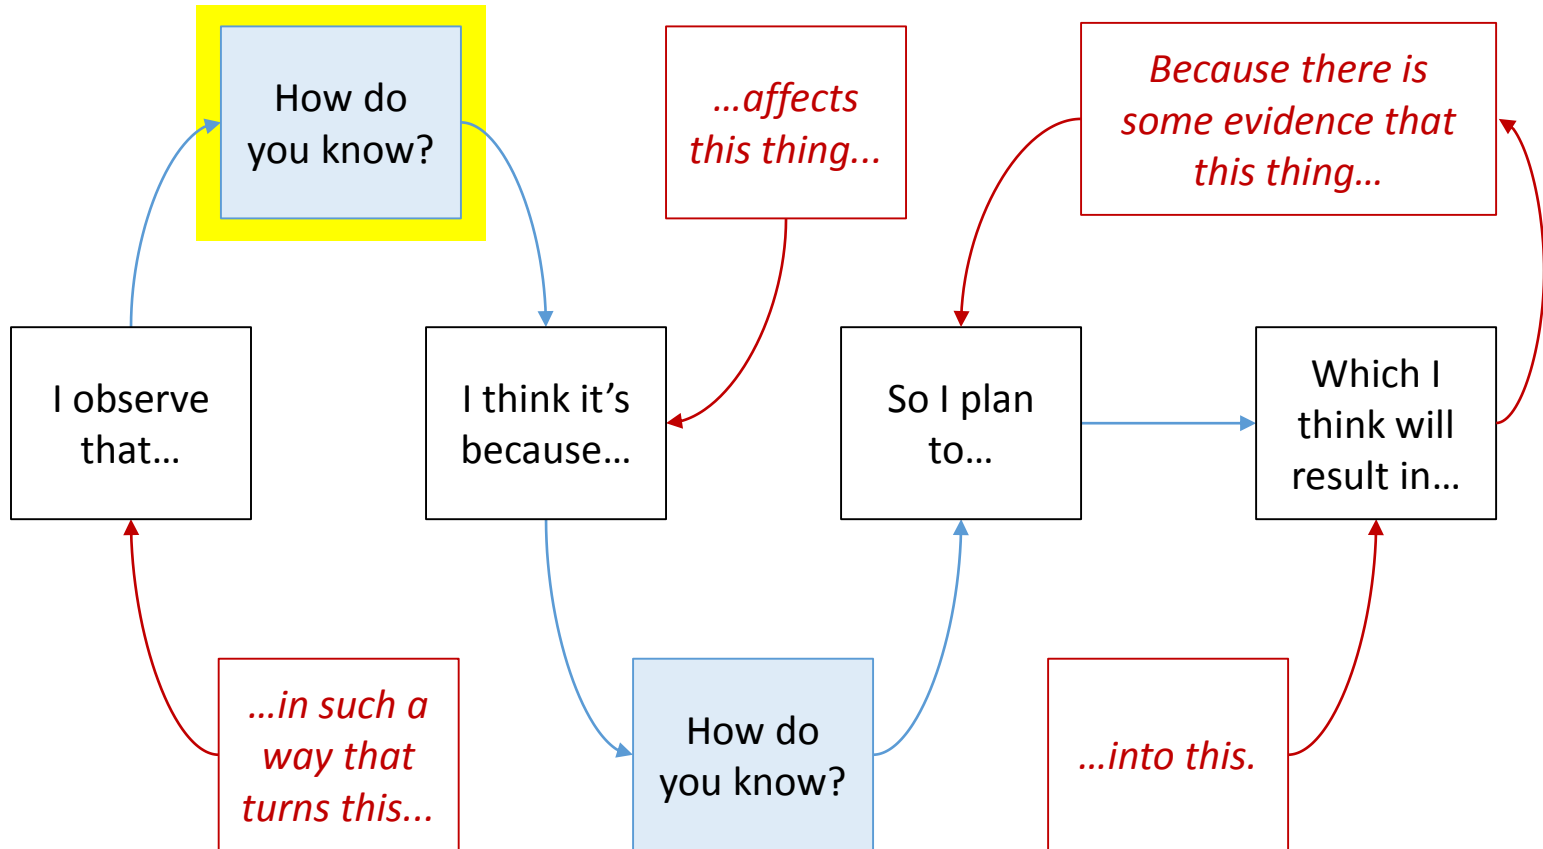 How do
you know?
…affects
this thing...
Because there is
some evidence that
this thing…
I observe
that…
I think it’s
because…
So I plan
to…
Which I
think will
result in…
…in such a
way that
turns this...
How do
you know?
…into this.